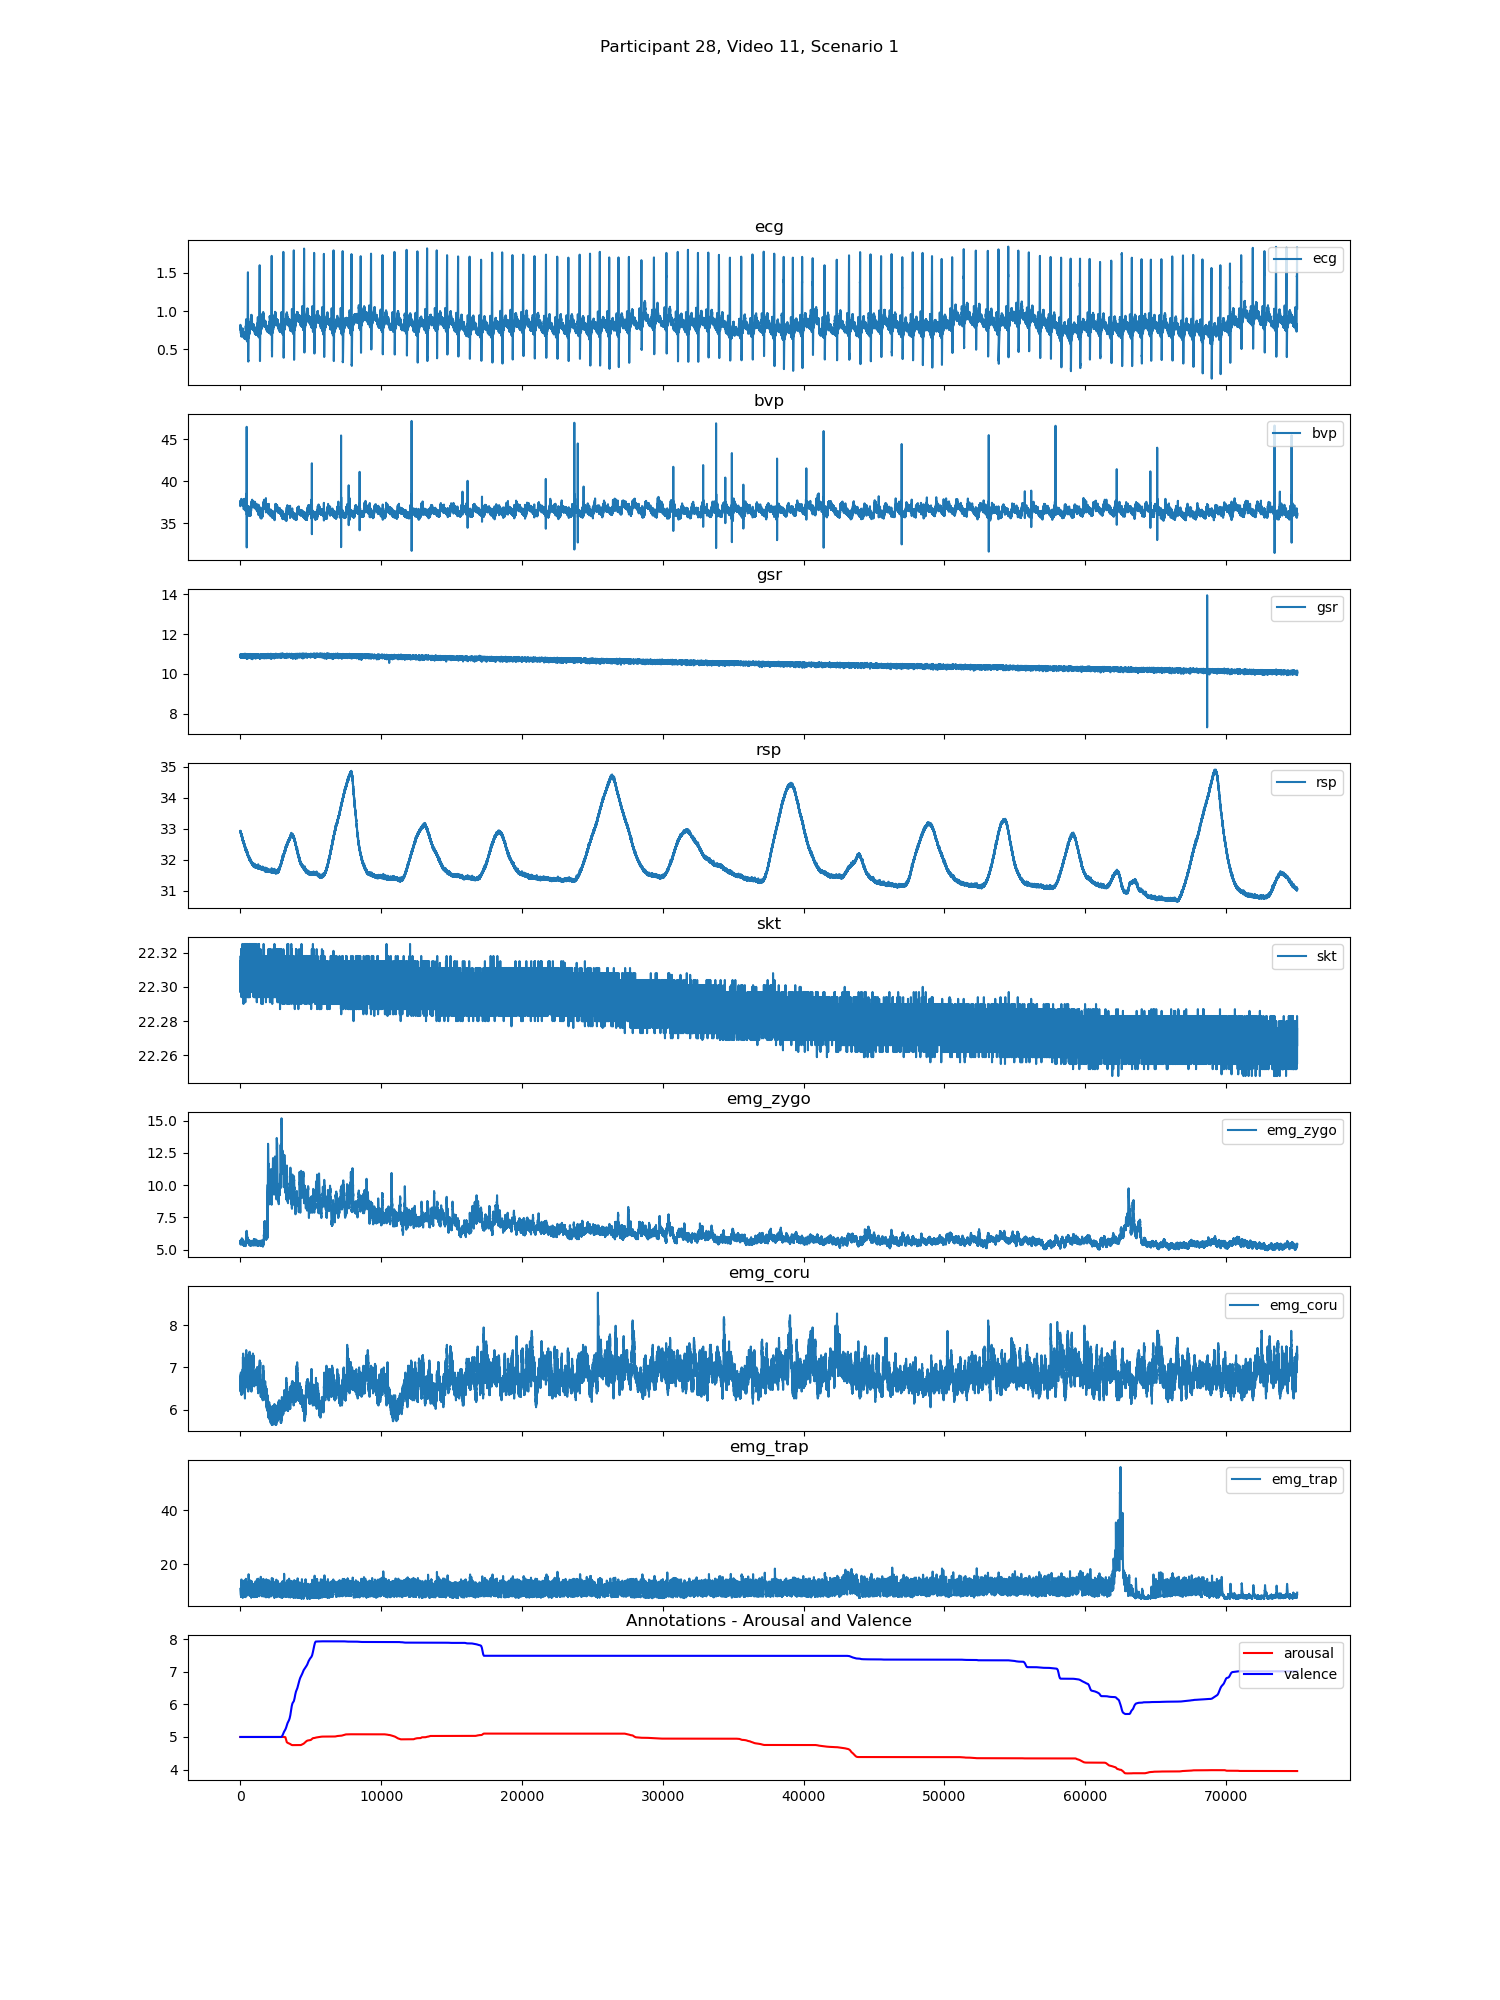 Participant 28, Video 11, Scenario 1
ecg
1.5
1.0
0.5
ecg
bvp
45
40
35
bvp
gsr
14
12
10
8
gsr
rsp
35
34
33
32
31
rsp
skt
22.32
22.30
22.28
22.26
skt
emg_zygo
15.0
12.5
10.0
7.5
5.0
emg_zygo
emg_coru
8
7
6
emg_coru
emg_trap
40
20
emg_trap
Annotations - Arousal and Valence
8
7
6
5
4
arousal
valence
0 10000 20000 30000 40000 50000 60000 70000